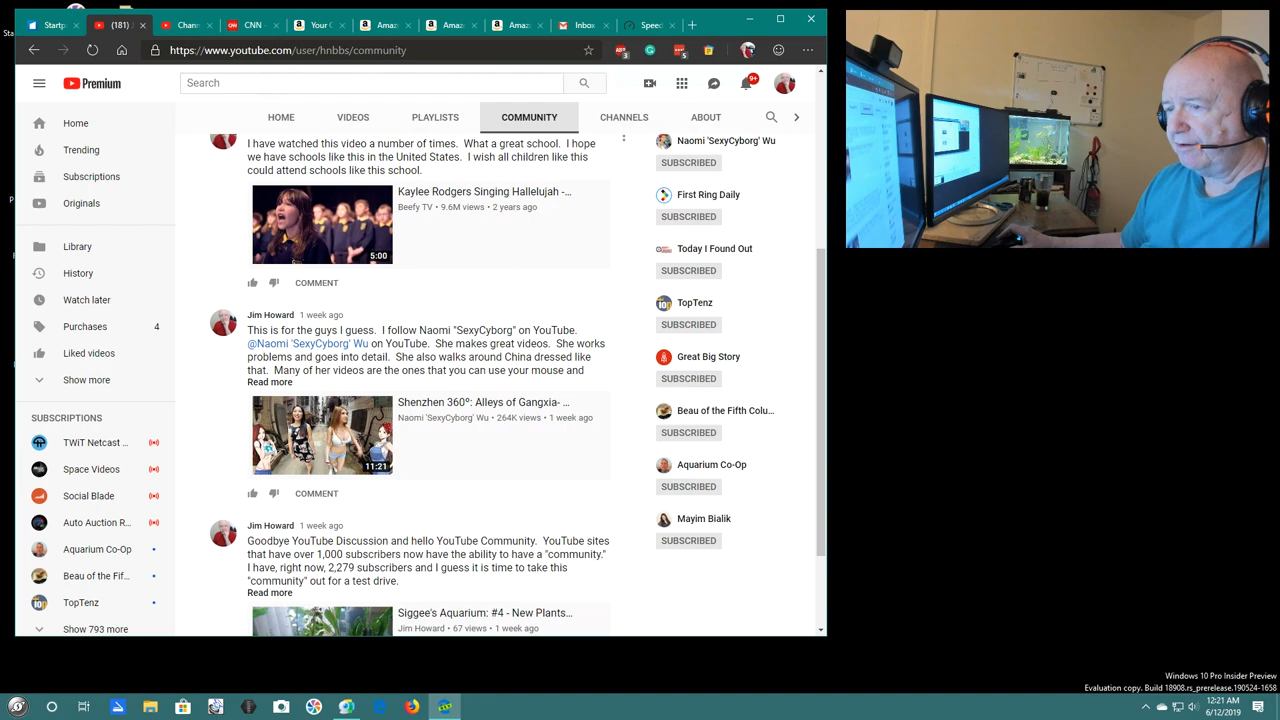 Startp
(181)
Chann
CNN -
Your C
Amaz
Amaz
Amaz
Inbox
Speed
https://www.youtube.com/user/hnbbs/community
3
5
Premium
Search
9+
HOME
VIDEOS
PLAYLISTS
COMMUNITY
CHANNELS
ABOUT
Home
Trending
Subscriptions
Originals
Library
History
Watch later
Purchases 4
Liked videos
Show more
SUBSCRIPTIONS
TWiT Netcast ...
Space Videos
Social Blade
Auto Auction R...
Aquarium Co-Op
Beau of the Fif...
TopTenz
Show 793 more
I have watched this video a number of times. What a great school. I hope
we have schools like this in the United States. I wish all children like this
could attend schools like this school.
Kaylee Rodgers Singing Hallelujah -...
Beefy TV • 9.6M views • 2 years ago
5:00
COMMENT
Jim Howard 1 week ago
This is for the guys I guess. I follow Naomi "SexyCyborg" on YouTube.
@Naomi 'SexyCyborg' Wu on YouTube. She makes great videos. She works
problems and goes into detail. She also walks around China dressed like
that. Many of her videos are the ones that you can use your mouse and
Read more
Shenzhen 360º: Alleys of Gangxia- ...
Naomi 'SexyCyborg' Wu • 264K views • 1 week ago
11:21
COMMENT
Jim Howard 1 week ago
Goodbye YouTube Discussion and hello YouTube Community. YouTube sites
that have over 1,000 subscribers now have the ability to have a "community."
I have, right now, 2,279 subscribers and I guess it is time to take this
"community" out for a test drive.
Read more
Siggee's Aquarium: #4 - New Plants...
Jim Howard • 67 views • 1 week ago
Naomi 'SexyCyborg' Wu
SUBSCRIBED
First Ring Daily
SUBSCRIBED
Today I Found Out
SUBSCRIBED
TopTenz
SUBSCRIBED
Great Big Story
SUBSCRIBED
Beau of the Fifth Colu...
SUBSCRIBED
Aquarium Co-Op
SUBSCRIBED
Mayim Bialik
SUBSCRIBED
Windows 10 Pro Insider Preview
Evaluation copy. Build 18908.rs_prerelease.190524-1658
12:21 AM
6/12/2019